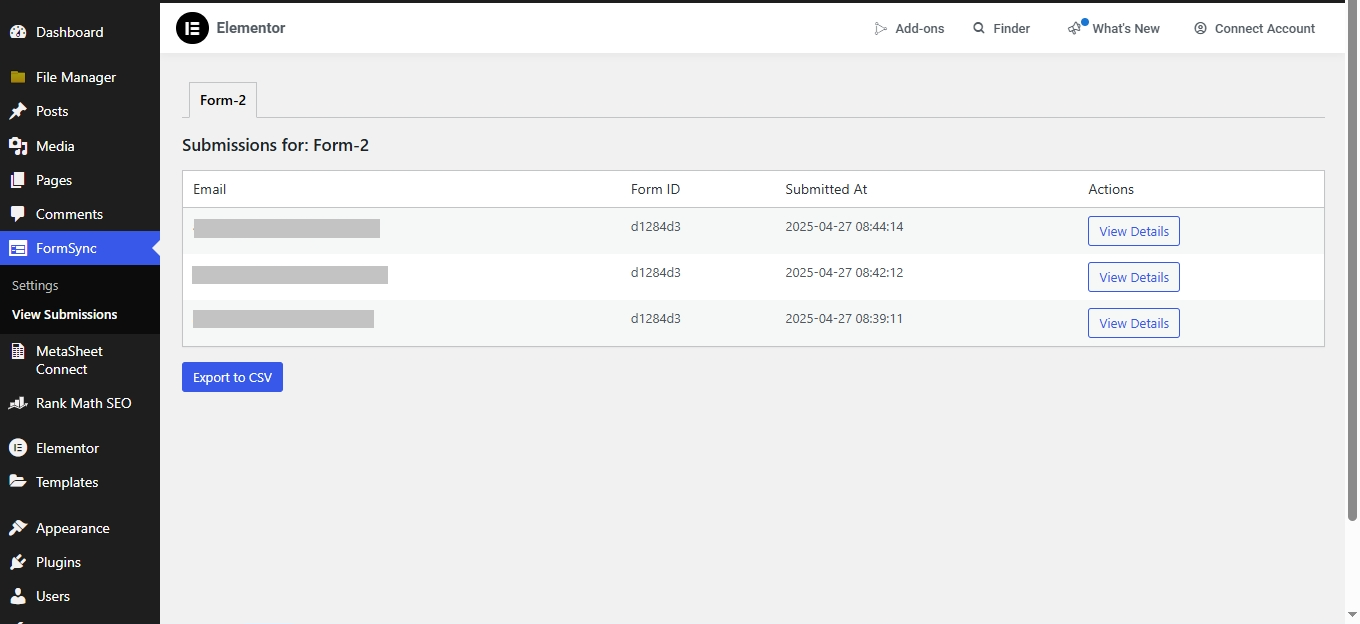 Dashboard
File Manager
Posts
Media
Pages
Comments
FormSync
Settings
View Submissions
MetaSheet
Connect
Rank Math SEO
Elementor
Templates
Appearance
Plugins
Users
Elementor
Add-ons
Finder
What's New
Connect Account
Form-2
Submissions for: Form-2
Email Form ID Submitted At Actions
d1284d3 2025-04-27 08:44:14 View Details
d1284d3 2025-04-27 08:42:12 View Details
d1284d3 2025-04-27 08:39:11 View Details
Export to CSV